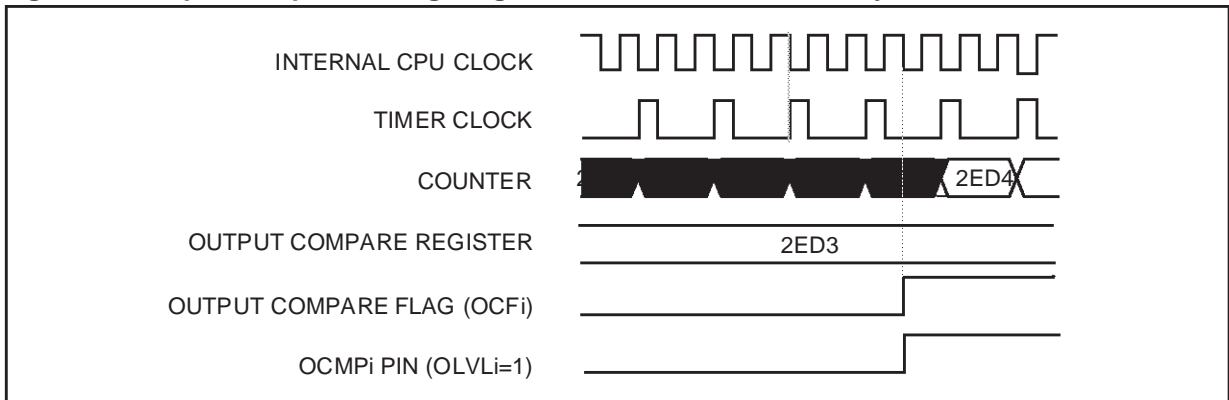 INTERNAL CPU CLOCK
TIMER CLOCK
COUNTER
2ED4
OUTPUT COMPARE REGISTER
2ED3
OUTPUT COMPARE FLAG (OCFi)
OCMPi PIN (OLVLi=1)